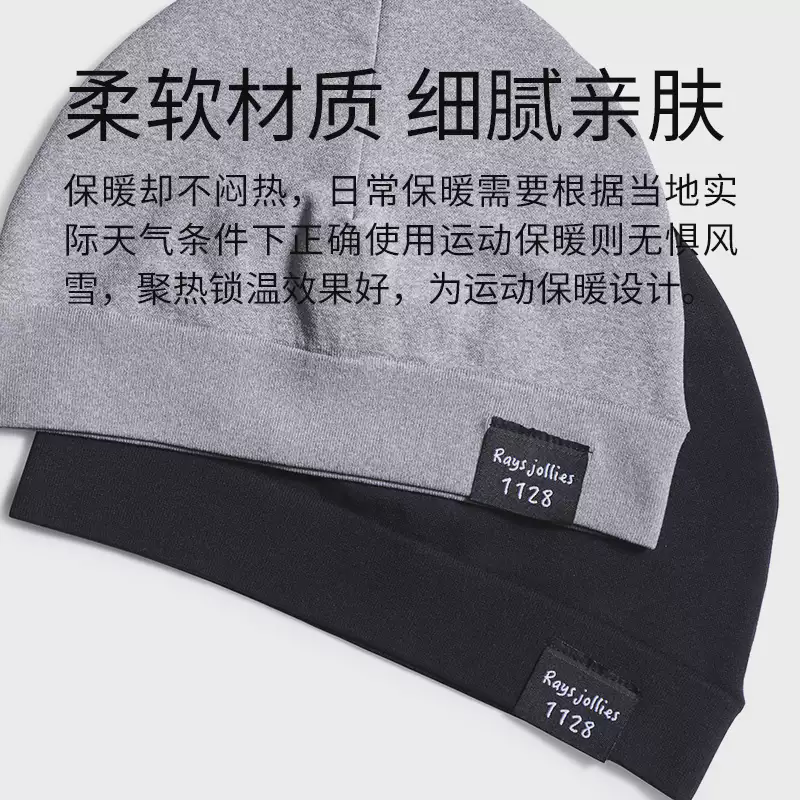 柔软材质 细腻亲肤
保暖却不闷热，日常保暖需要根据当地实
际天气条件下正确使用运动保暖则无惧风
雪，聚热锁温效果好，为运动保暖设计。
Rays jollies
1128
Rays jollies
1128